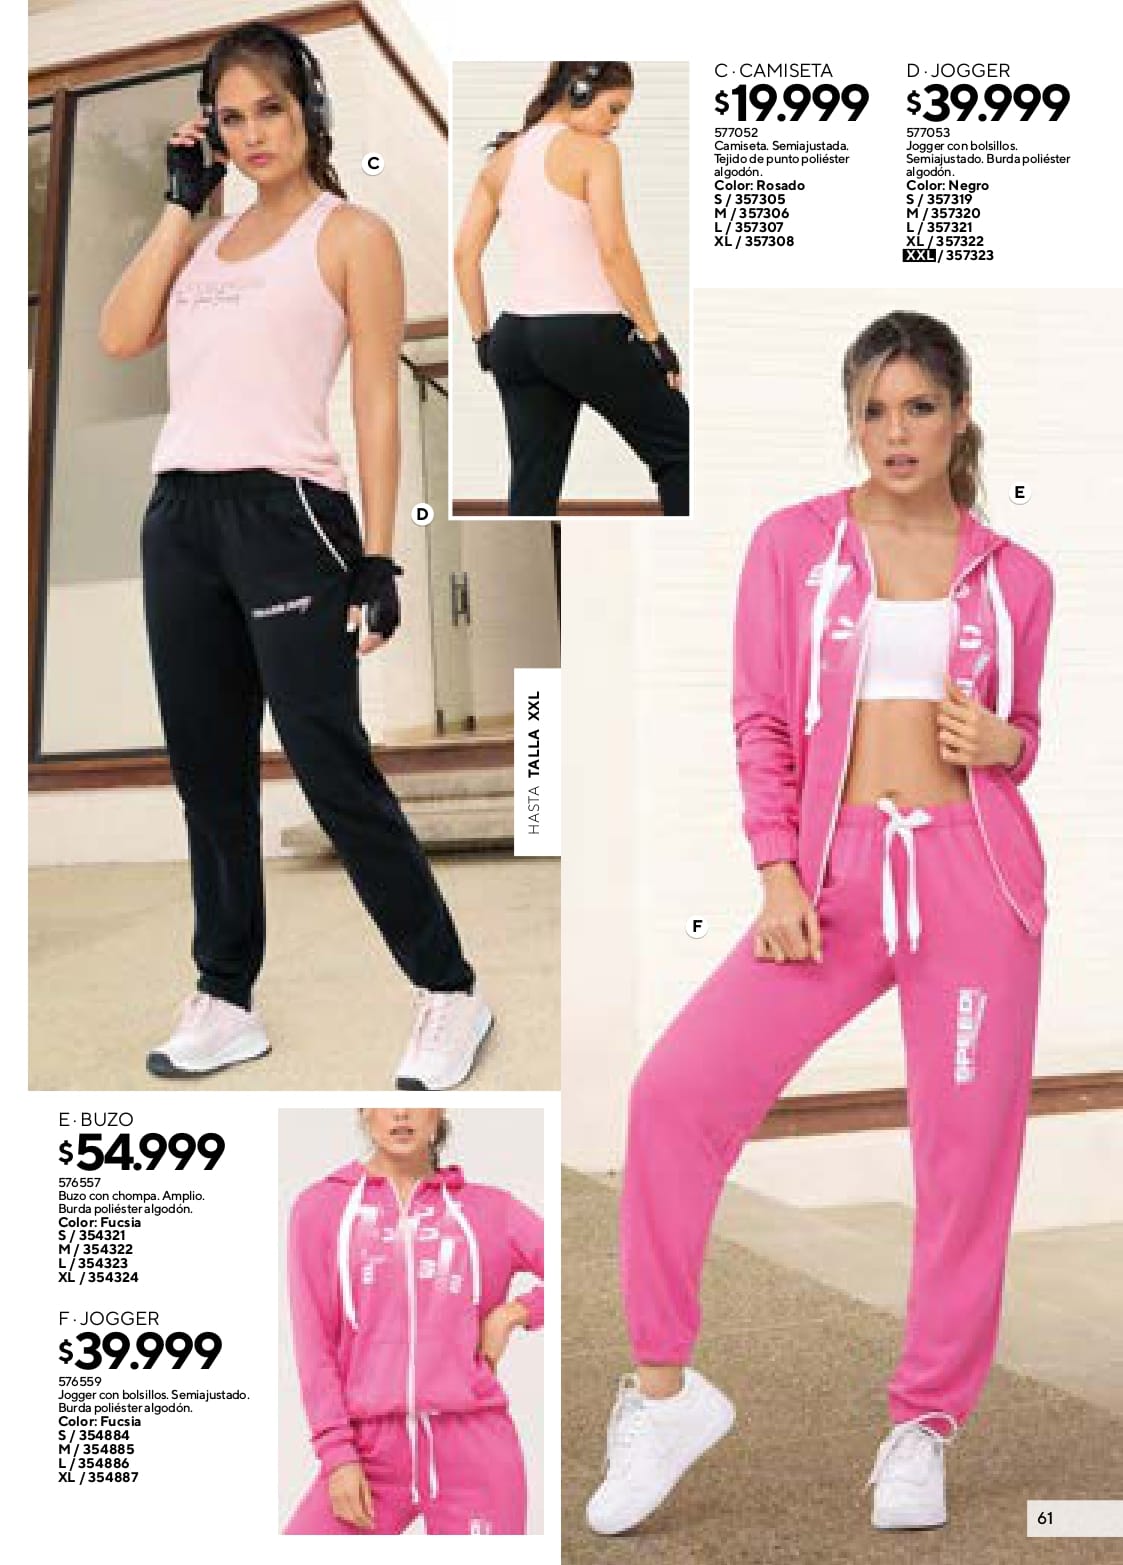 C
C · CAMISETA
$19.999
577052
Camiseta. Semiajustada.
Tejido de punto poliéster
algodón.
Color: Rosado
S / 357305
M / 357306
L / 357307
XL / 357308
D · JOGGER
$39.999
577053
Jogger con bolsillos.
Semiajustado. Burda poliéster
algodón.
Color: Negro
S / 357319
M / 357320
L / 357321
XL / 357322
XXL / 357323
D
E
HASTA TALLA XXL
F
SPEED
E · BUZO
$54.999
576557
Buzo con chompa. Amplio.
Burda poliéster algodón.
Color: Fucsia
S / 354321
M / 354322
L / 354323
XL / 354324
F · JOGGER
$39.999
576559
Jogger con bolsillos. Semiajustado.
Burda poliéster algodón.
Color: Fucsia
S / 354884
M / 354885
L / 354886
XL / 354887
61